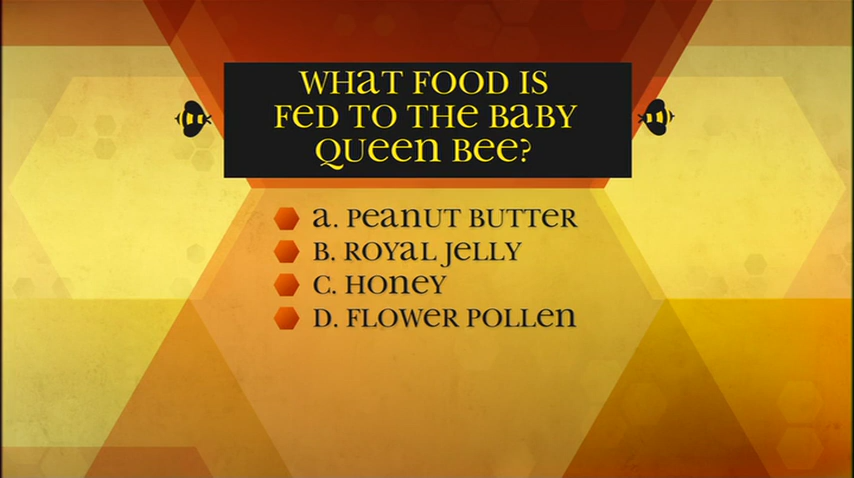 WHAT FOOD IS
FED TO THE BABY
QUEEN BEE?
A. PEANUT BUTTER
B. ROYAL JELLY
C. HONEY
D. FLOWER POLLEN